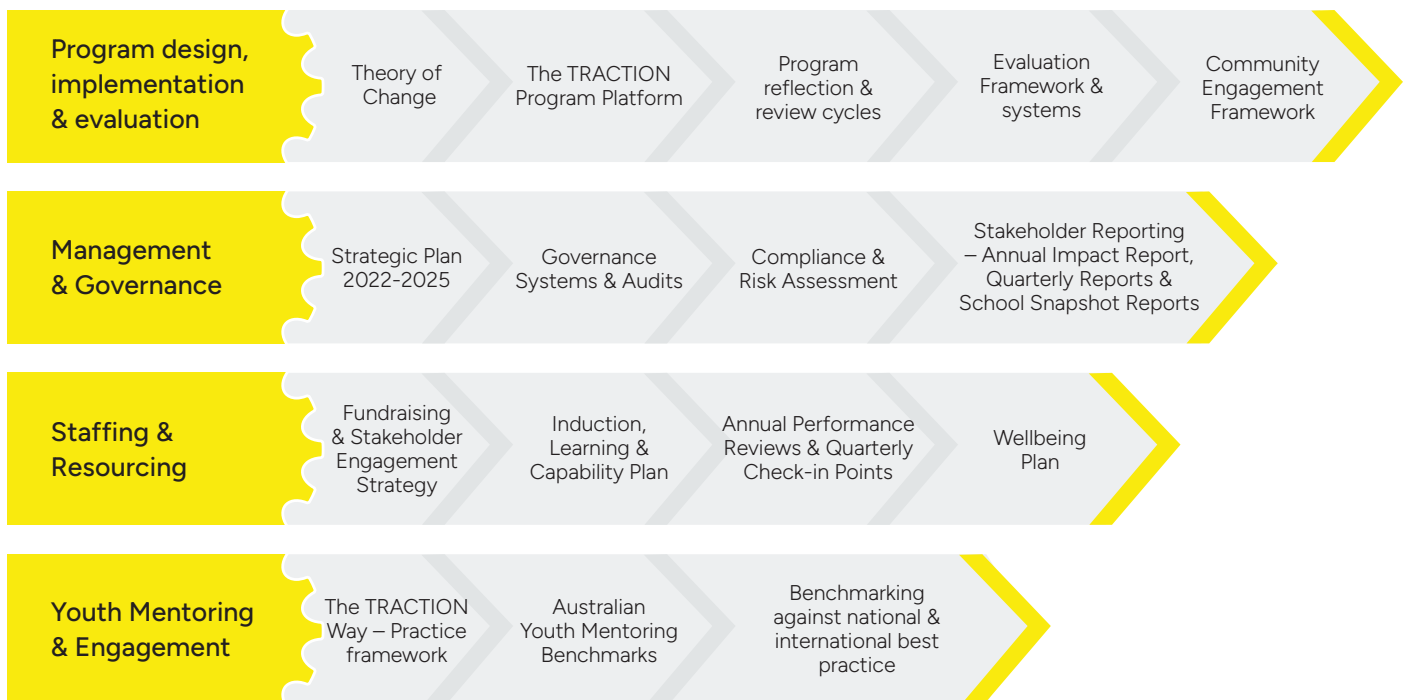 Program design,
implementation
& evaluation
Theory of
Change
The TRACTION
Program Platform
Program
reflection &
review cycles
Evaluation
Framework &
systems
Community
Engagement
Framework
Management
& Governance
Strategic Plan
2022-2025
Governance
Systems & Audits
Compliance &
Risk Assessment
Stakeholder Reporting
– Annual Impact Report,
Quarterly Reports &
School Snapshot Reports
Staffing &
Resourcing
Fundraising
& Stakeholder
Engagement
Strategy
Induction,
Learning &
Capability Plan
Annual Performance
Reviews & Quarterly
Check-in Points
Wellbeing
Plan
Youth Mentoring
& Engagement
The TRACTION
Way – Practice
framework
Australian
Youth Mentoring
Benchmarks
Benchmarking
against national &
international best
practice